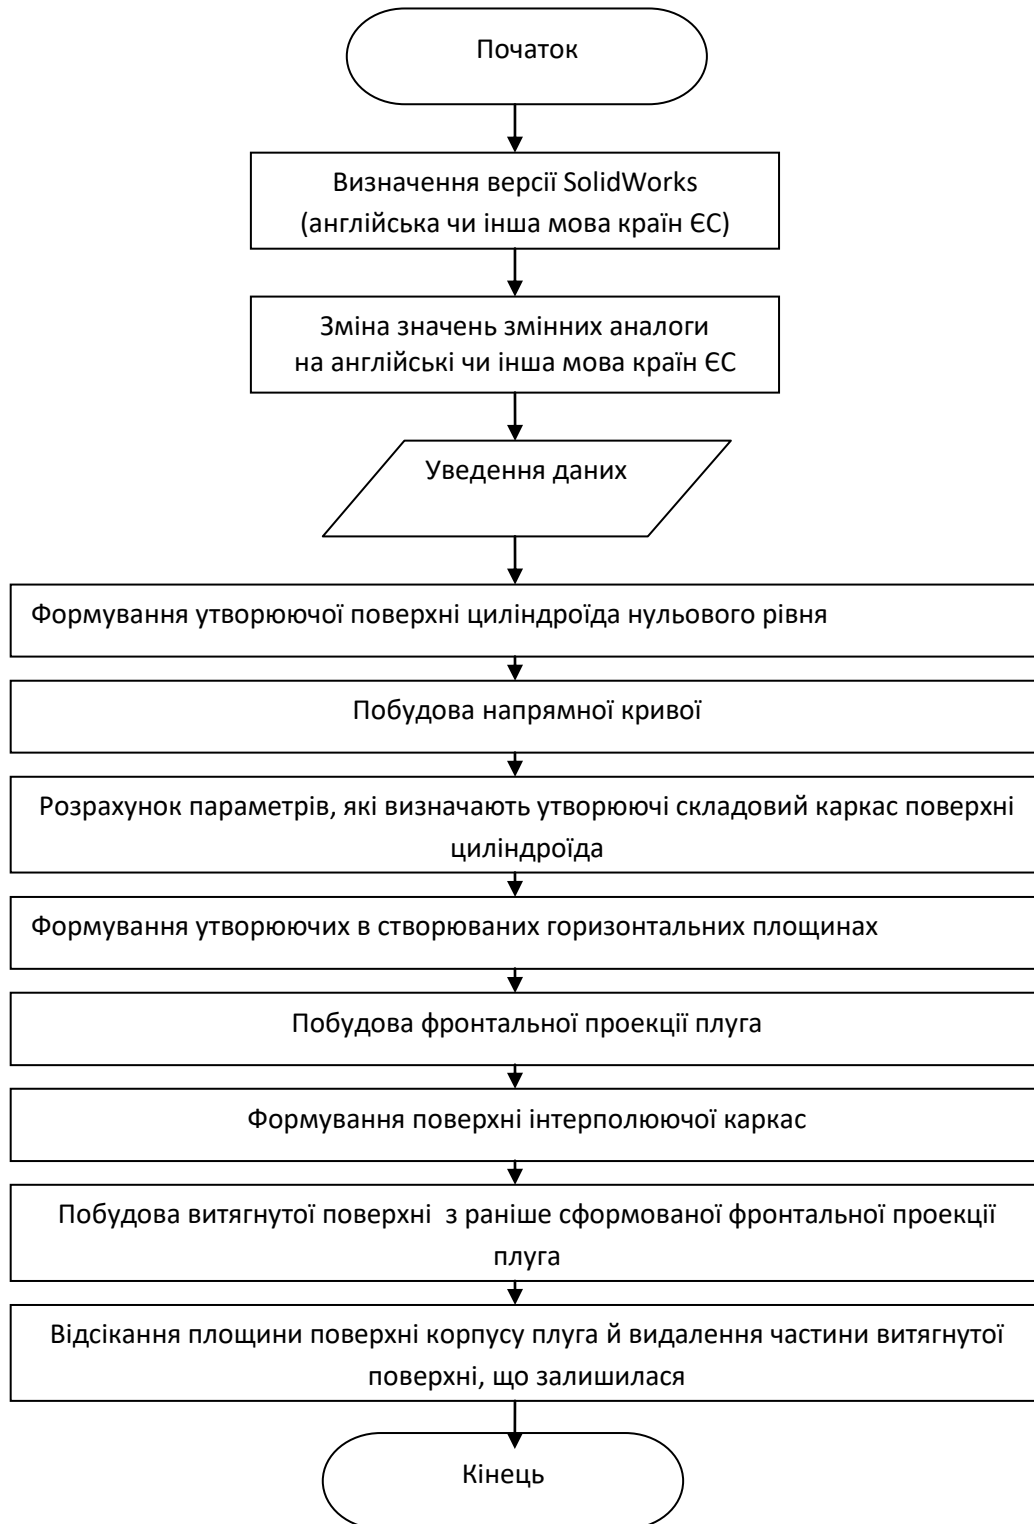 Початок
Визначення версії SolidWorks
(англійська чи інша мова країн ЄС)
Зміна значень змінних аналоги
на англійські чи інша мова країн ЄС
Уведення даних
Формування утворюючої поверхні циліндроїда нульового рівня
Побудова напрямної кривої
Розрахунок параметрів, які визначають утворюючі складовий каркас поверхні
циліндроїда
Формування утворюючих в створюваних горизонтальних площинах
Побудова фронтальної проекції плуга
Формування поверхні інтерполюючої каркас
Побудова витягнутої поверхні з раніше сформованої фронтальної проекції
плуга
Відсікання площини поверхні корпусу плуга й видалення частини витягнутої
поверхні, що залишилася
Кінець